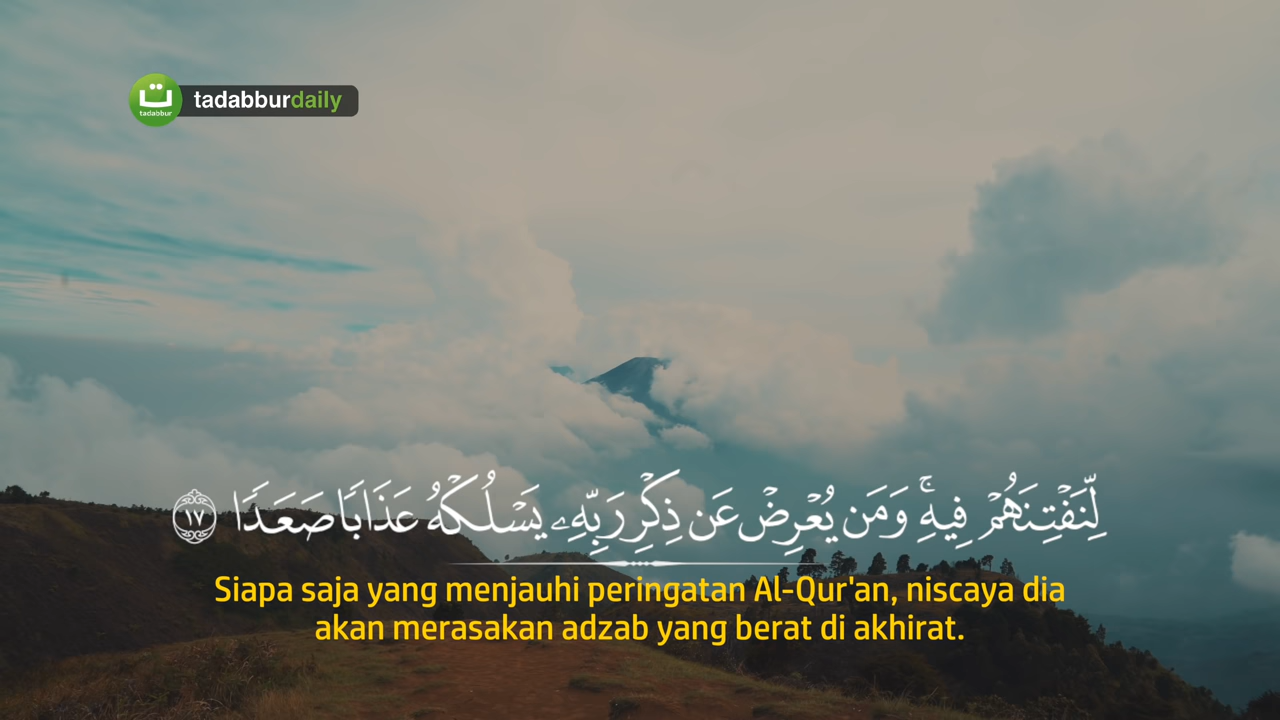 ت
tadabbur
tadabburdaily
لِّنَفْتِنَهُمْ فِيهِ ۚ وَمَن يُعْرِضْ عَن ذِكْرِ رَبِّهِۦ يَسْلُكْهُ عَذَابًا صَعَدًا ١٧
Siapa saja yang menjauhi peringatan Al-Qur'an, niscaya dia
akan merasakan adzab yang berat di akhirat.